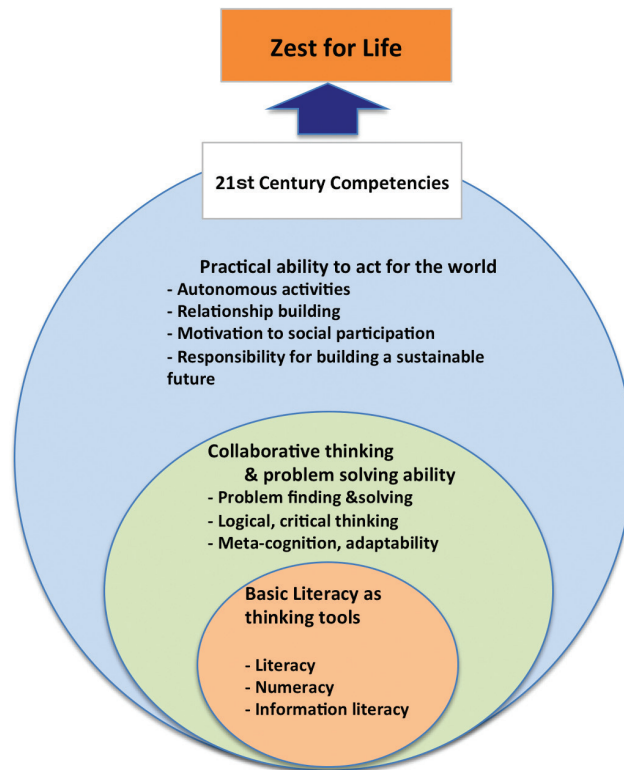 Zest for Life
21st Century Competencies
Practical ability to act for the world
- Autonomous activities
- Relationship building
- Motivation to social participation
- Responsibility for building a sustainable
future
Collaborative thinking
& problem solving ability
- Problem finding &solving
- Logical, critical thinking
- Meta-cognition, adaptability
Basic Literacy as
thinking tools
- Literacy
- Numeracy
- Information literacy